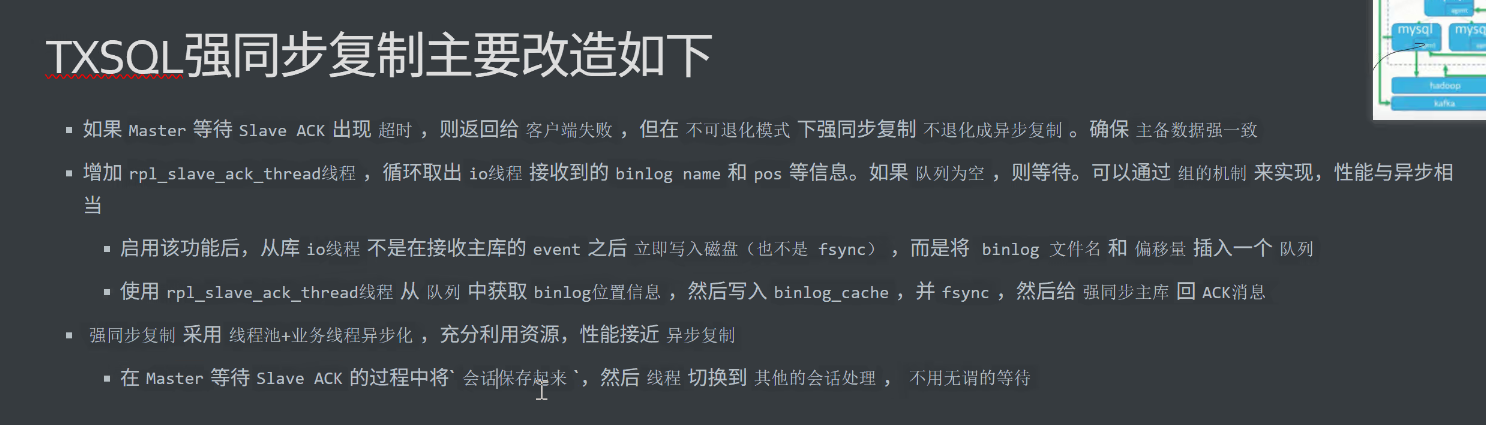 TXSQL强同步复制主要改造如下
agent
mysql
mysq
hadoop
kafka
如果 Master 等待 Slave ACK 出现 超时 ，则返回给 客户端失败 ，但在 不可退化模式 下强同步复制 不退化成异步复制 。确保 主备数据强一致
增加 rpl_slave_ack_thread线程 ，循环取出 io线程 接收到的 binlog name 和 pos 等信息。如果 队列为空 ，则等待。可以通过 组的机制 来实现，性能与异步相
当
启用该功能后，从库 io线程 不是在接收主库的 event 之后 立即写入磁盘（也不是 fsync） ，而是将 binlog 文件名 和 偏移量 插入一个 队列
使用 rpl_slave_ack_thread线程 从 队列 中获取 binlog位置信息 ，然后写入 binlog_cache ，并 fsync ，然后给 强同步主库 回 ACK消息
强同步复制 采用 线程池+业务线程异步化 ，充分利用资源，性能接近 异步复制
在 Master 等待 Slave ACK 的过程中将` 会话保存起来 `，然后 线程 切换到 其他的会话处理 ， 不用无谓的等待